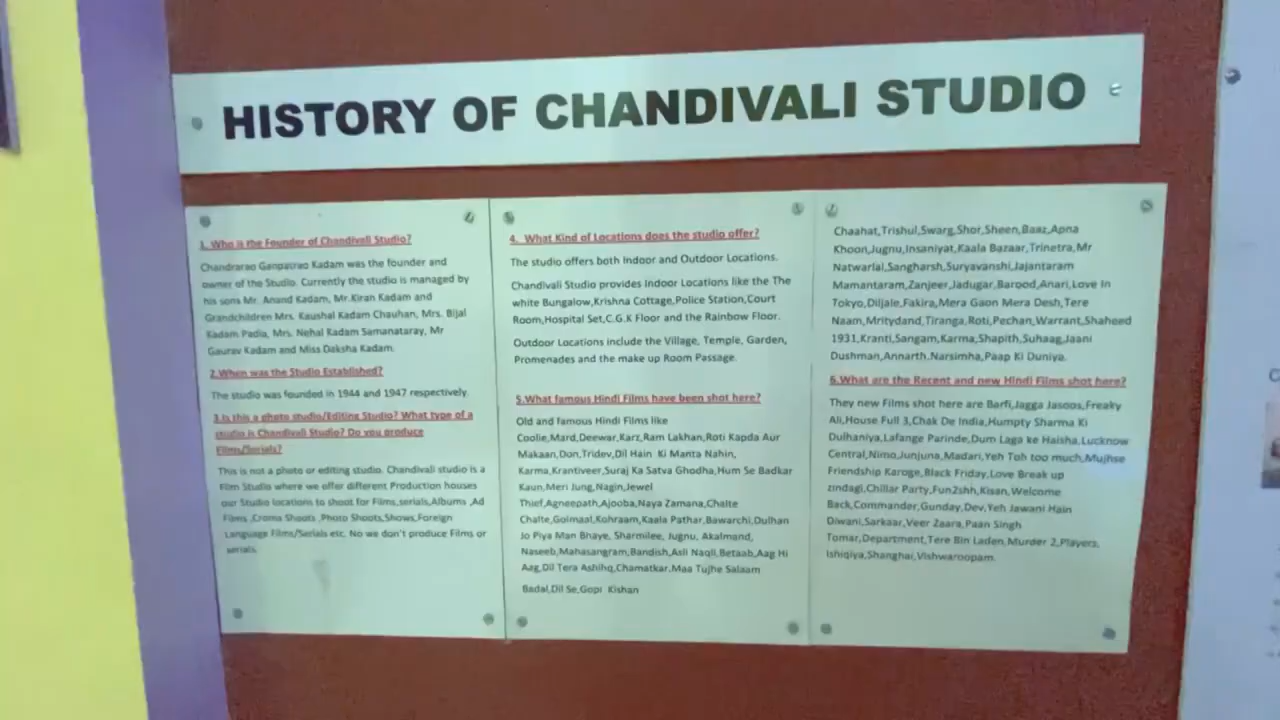 HISTORY OF CHANDIVALI STUDIO
1. Who is the Founder of Chandivali Studio?
Chandrarao Ganpatrao Kadam was the founder and
owner of the Studio. Currently the studio is managed by
his sons Mr. Anand Kadam, Mr.Kiran Kadam and
Grandchildren Mrs. Kaushal Kadam Chauhan, Mrs. Bijal
Kadam Padia, Mrs. Nehal Kadam Samanataray, Mr
Gaurav Kadam and Miss Daksha Kadam.
2.When was the Studio Established?
The studio was founded in 1944 and 1947 respectively.
3.Is this a photo studio/Editing Studio? What type of a
studio is Chandivali Studio? Do you produce
Films/Serials?
This is not a photo or editing studio. Chandivali studio is a
Film Studio where we offer different Production houses
our Studio locations to shoot for Films,serials,Albums ,Ad
Films ,Croma Shoots ,Photo Shoots,Shows,Foreign
Language Films/Serials etc. No we don't produce Films or
serials.
4. What Kind of Locations does the studio offer?
The studio offers both Indoor and Outdoor Locations.
Chandivali Studio provides Indoor Locations like the The
white Bungalow,Krishna Cottage,Police Station,Court
Room,Hospital Set,C.G.K Floor and the Rainbow Floor.
Outdoor Locations include the Village, Temple, Garden,
Promenades and the make up Room Passage.
5.What famous Hindi Films have been shot here?
Old and famous Hindi Films like
Coolie,Mard,Deewar,Karz,Ram Lakhan,Roti Kapda Aur
Makaan,Don,Tridev,Dil Hain Ki Manta Nahin,
Karma,Krantiveer,Suraj Ka Satva Ghodha,Hum Se Badkar
Kaun,Meri Jung,Nagin,Jewel
Thief,Agneepath,Ajooba,Naya Zamana,Chalte
Chalte,Golmaal,Kohraam,Kaala Pathar,Bawarchi,Dulhan
Jo Piya Man Bhaye, Sharmilee, Jugnu, Akalmand,
Naseeb,Mahasangram,Bandish,Asli Naqli,Betaab,Aag Hi
Aag,Dil Tera Ashihq,Chamatkar,Maa Tujhe Salaam
Badal,Dil Se,Gopi Kishan
Chaahat,Trishul,Swarg,Shor,Sheen,Baaz,Apna
Khoon,Jugnu,Insaniyat,Kaala Bazaar,Trinetra,Mr
Natwarlal,Sangharsh,Suryavanshi,Jajantaram
Mamantaram,Zanjeer,Jadugar,Barood,Anari,Love In
Tokyo,Diljale,Fakira,Mera Gaon Mera Desh,Tere
Naam,Mritydand,Tiranga,Roti,Pechan,Warrant,Shaheed
1931,Kranti,Sangam,Karma,Shapith,Suhaag,Jaani
Dushman,Annarth.Narsimha,Paap Ki Duniya.
6.What are the Recent and new Hindi Films shot here?
They new Films shot here are Barfi,Jagga Jasoos,Freaky
Ali,House Full 3,Chak De India,Humpty Sharma Ki
Dulhaniya,Lafange Parinde,Dum Laga ke Haisha,Lucknow
Central,Nimo,Junjuna,Madari,Yeh Toh too much,Mujhse
Friendship Karoge,Black Friday,Love Break up
zindagi,Chillar Party,Fun2shh,Kisan,Welcome
Back,Commander,Gunday,Dev,Yeh Jawani Hain
Diwani,Sarkaar,Veer Zaara,Paan Singh
Tomar,Department,Tere Bin Laden,Murder 2,Players,
Ishiqiya,Shanghai,Vishwaroopam.